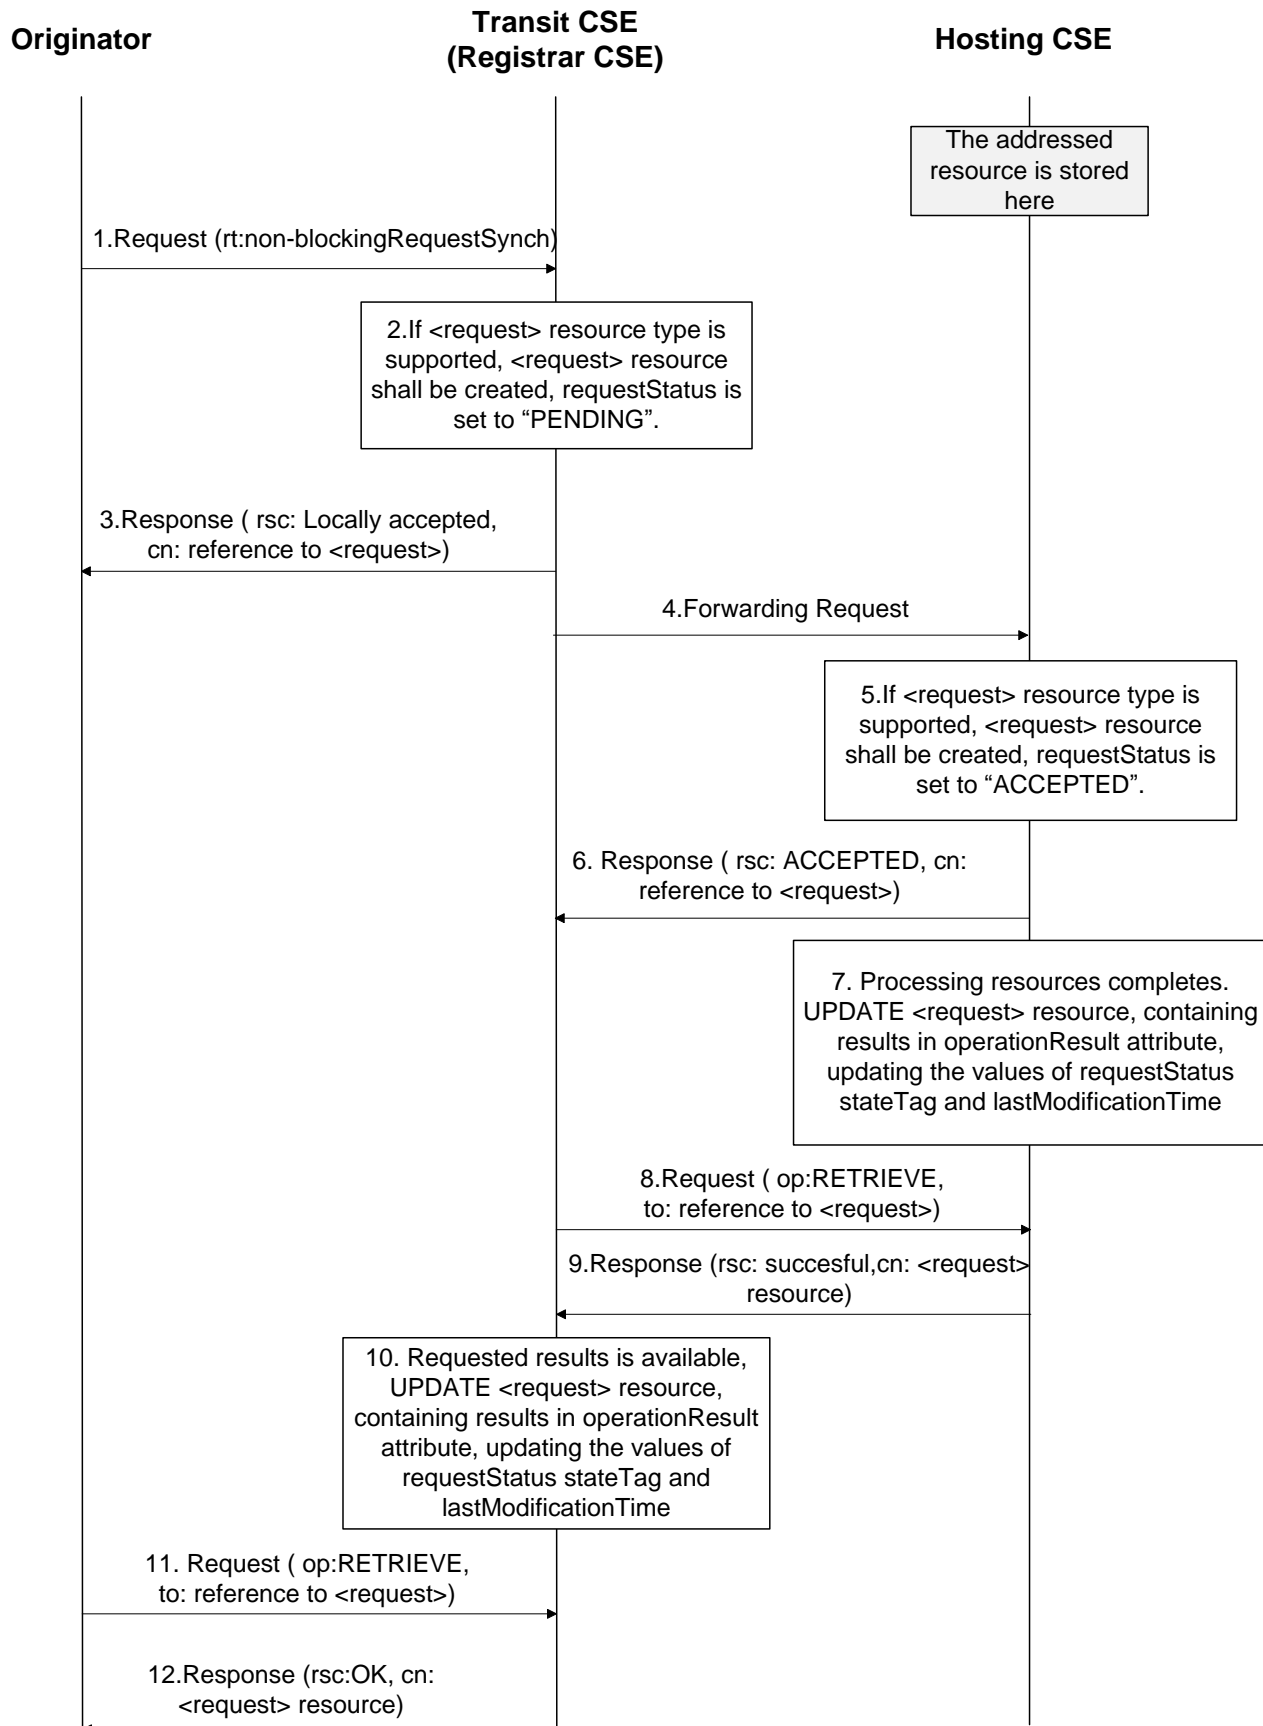 Originator
Transit CSE
(Registrar CSE)
Hosting CSE
The addressed
resource is stored
here
1.Request (rt:non-blockingRequestSynch)
2.If <request> resource type is
supported, <request> resource
shall be created, requestStatus is
set to “PENDING”.
3.Response ( rsc: Locally accepted,
cn: reference to <request>)
4.Forwarding Request
5.If <request> resource type is
supported, <request> resource
shall be created, requestStatus is
set to “ACCEPTED”.
6. Response ( rsc: ACCEPTED, cn:
reference to <request>)
7. Processing resources completes.
UPDATE <request> resource, containing
results in operationResult attribute,
updating the values of requestStatus
stateTag and lastModificationTime
8.Request ( op:RETRIEVE,
to: reference to <request>)
9.Response (rsc: succesful,cn: <request>
resource)
10. Requested results is available,
UPDATE <request> resource,
containing results in operationResult
attribute, updating the values of
requestStatus stateTag and
lastModificationTime
11. Request ( op:RETRIEVE,
to: reference to <request>)
12.Response (rsc:OK, cn:
<request> resource)